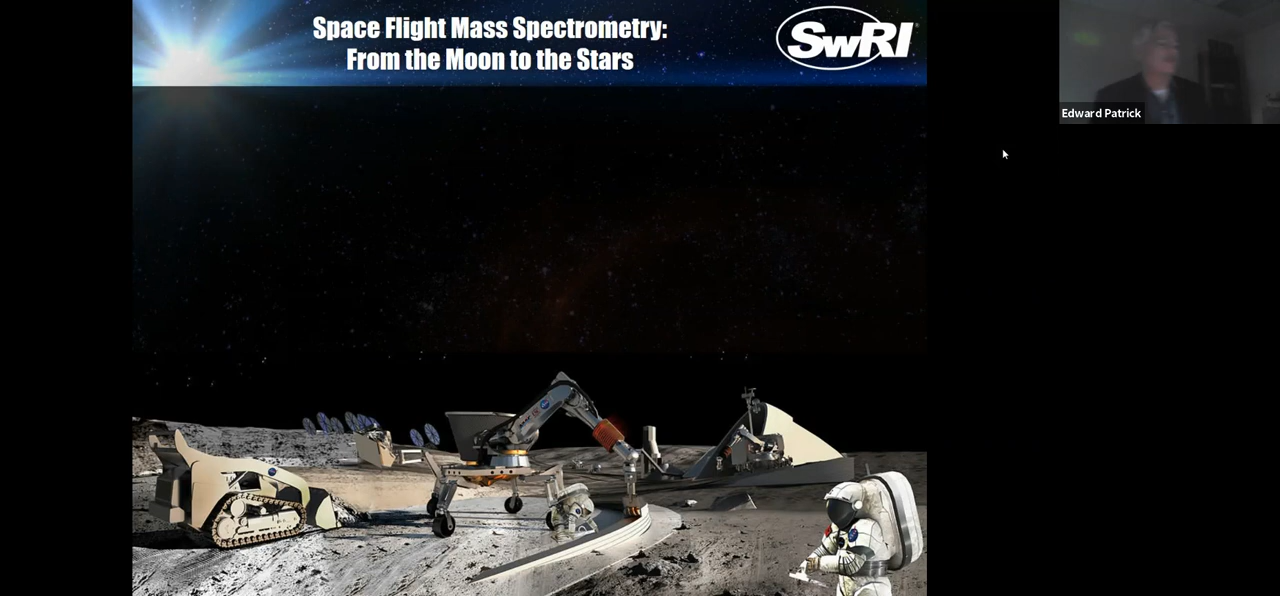 Space Flight Mass Spectrometry:
From the Moon to the Stars
SwRI
Edward Patrick